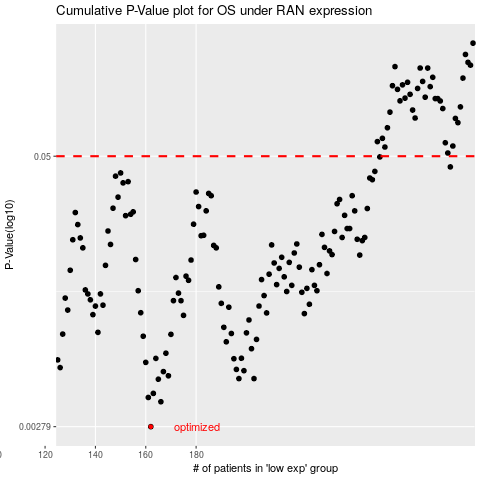 Cumulative P-Value plot for OS under RAN expression
P-Value(log10)
0.05
0.00279
optimized
0 120 140 160 180
# of patients in 'low exp' group